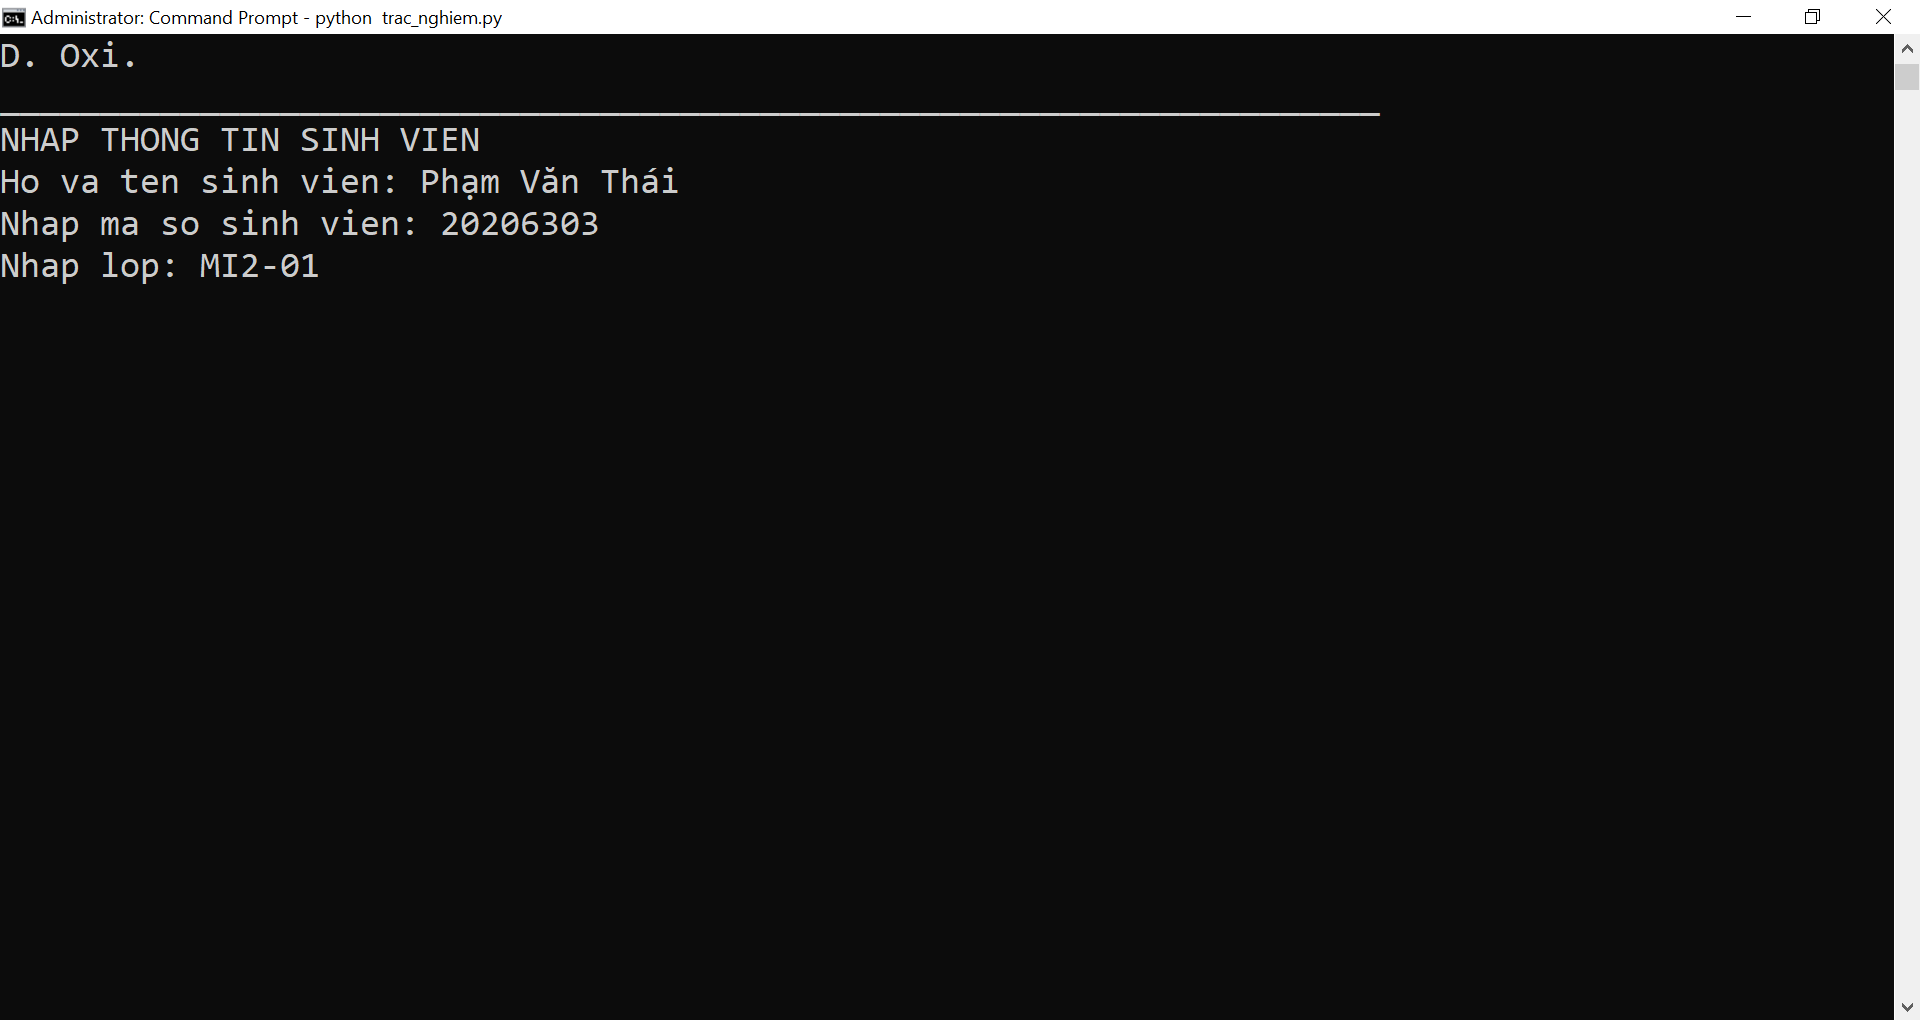 Administrator: Command Prompt - python  trac_nghiem.py
D. Oxi.
_____________________________________________________________________
NHAP THONG TIN SINH VIEN
Ho va ten sinh vien: Phạm Văn Thái
Nhap ma so sinh vien: 20206303
Nhap lop: MI2-01